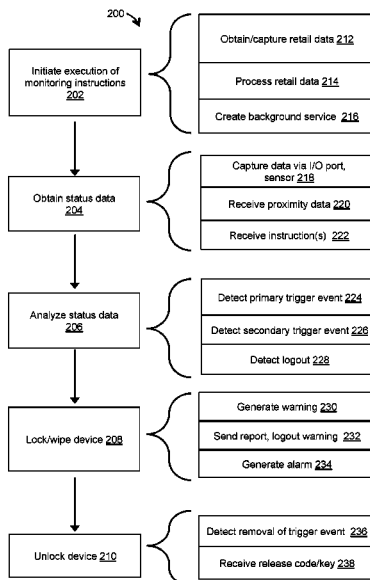 200
Initiate execution of
monitoring instructions
202
Obtain/capture retail data 212
Process retail data 214
Create background service 216
Obtain status data
204
Capture data via I/O port,
sensor 218
Receive proximity data 220
Receive instruction(s) 222
Analyze status data
206
Detect primary trigger event 224
Detect secondary trigger event 226
Detect logout 228
Lock/wipe device 208
Generate warning 230
Send report, logout warning 232
Generate alarm 234
Unlock device 210
Detect removal of trigger event 236
Receive release code/key 238